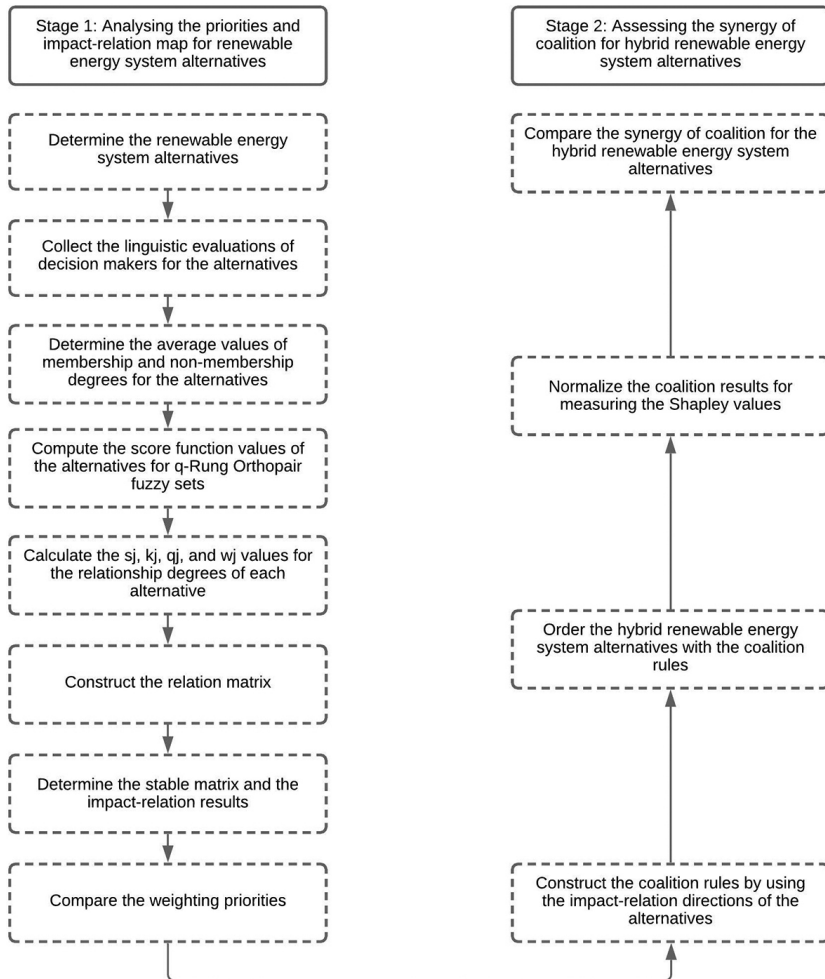 Stage 1: Analysing the priorities and
impact-relation map for renewable
energy system alternatives
Determine the renewable energy
system alternatives
Collect the linguistic evaluations of
decision makers for the alternatives
Determine the average values of
membership and non-membership
degrees for the alternatives
Compute the score function values of
the alternatives for q-Rung Orthopair
fuzzy sets
Calculate the sj, kj, qj, and wj values for
the relationship degrees of each
alternative
Construct the relation matrix
Determine the stable matrix and the
impact-relation results
Compare the weighting priorities
Stage 2: Assessing the synergy of
coalition for hybrid renewable energy
system alternatives
Compare the synergy of coalition for the
hybrid renewable energy system
alternatives
Normalize the coalition results for
measuring the Shapley values
Order the hybrid renewable energy
system alternatives with the coalition
rules
Construct the coalition rules by using
the impact-relation directions of the
alternatives